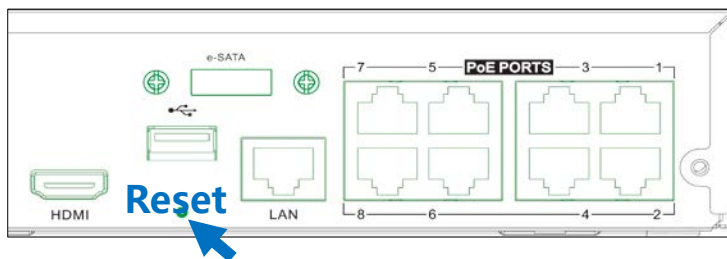 e-SATA
7 5 PoE PORTS 3 1
HDMI
Reset
LAN
8 6 4 2